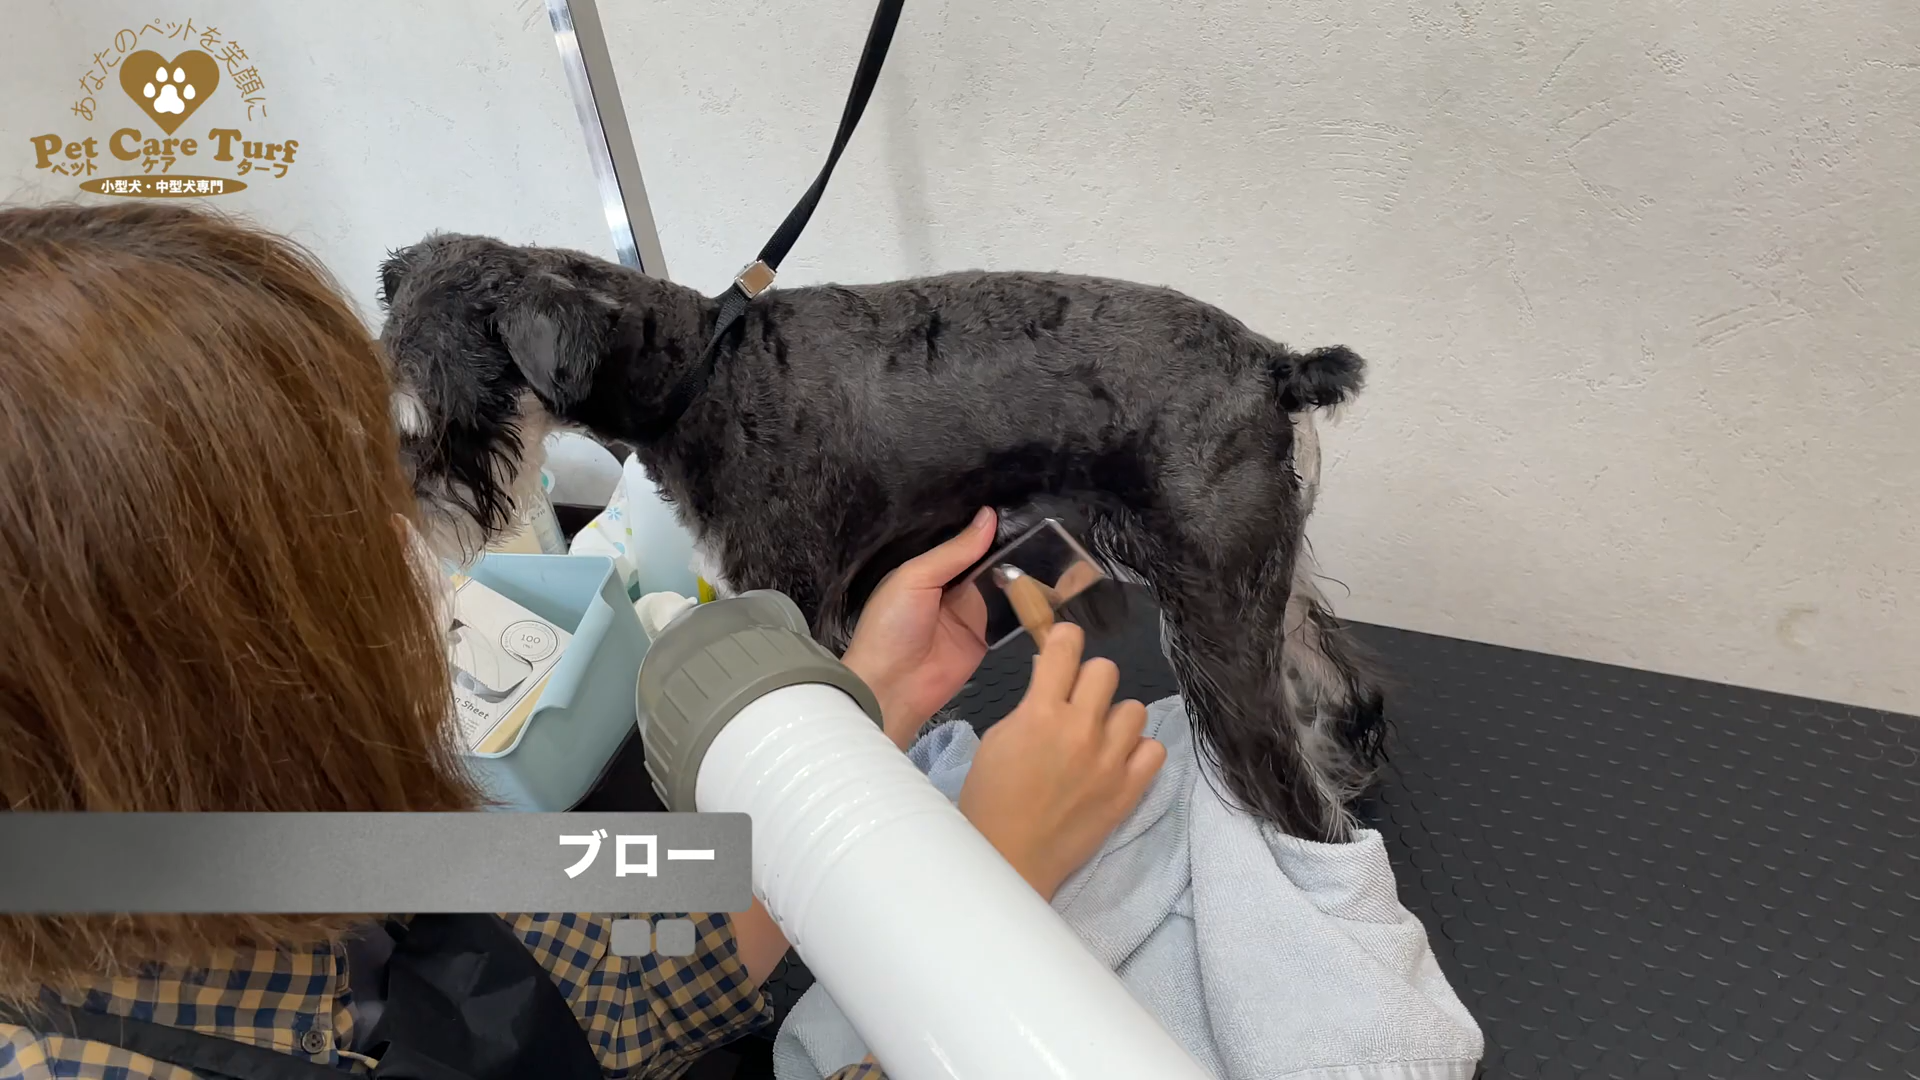 あなたのペットを笑顔に
Pet Care Turf
ペット ケア ターフ
小型犬・中型犬専門
100
Sheet
ブロー